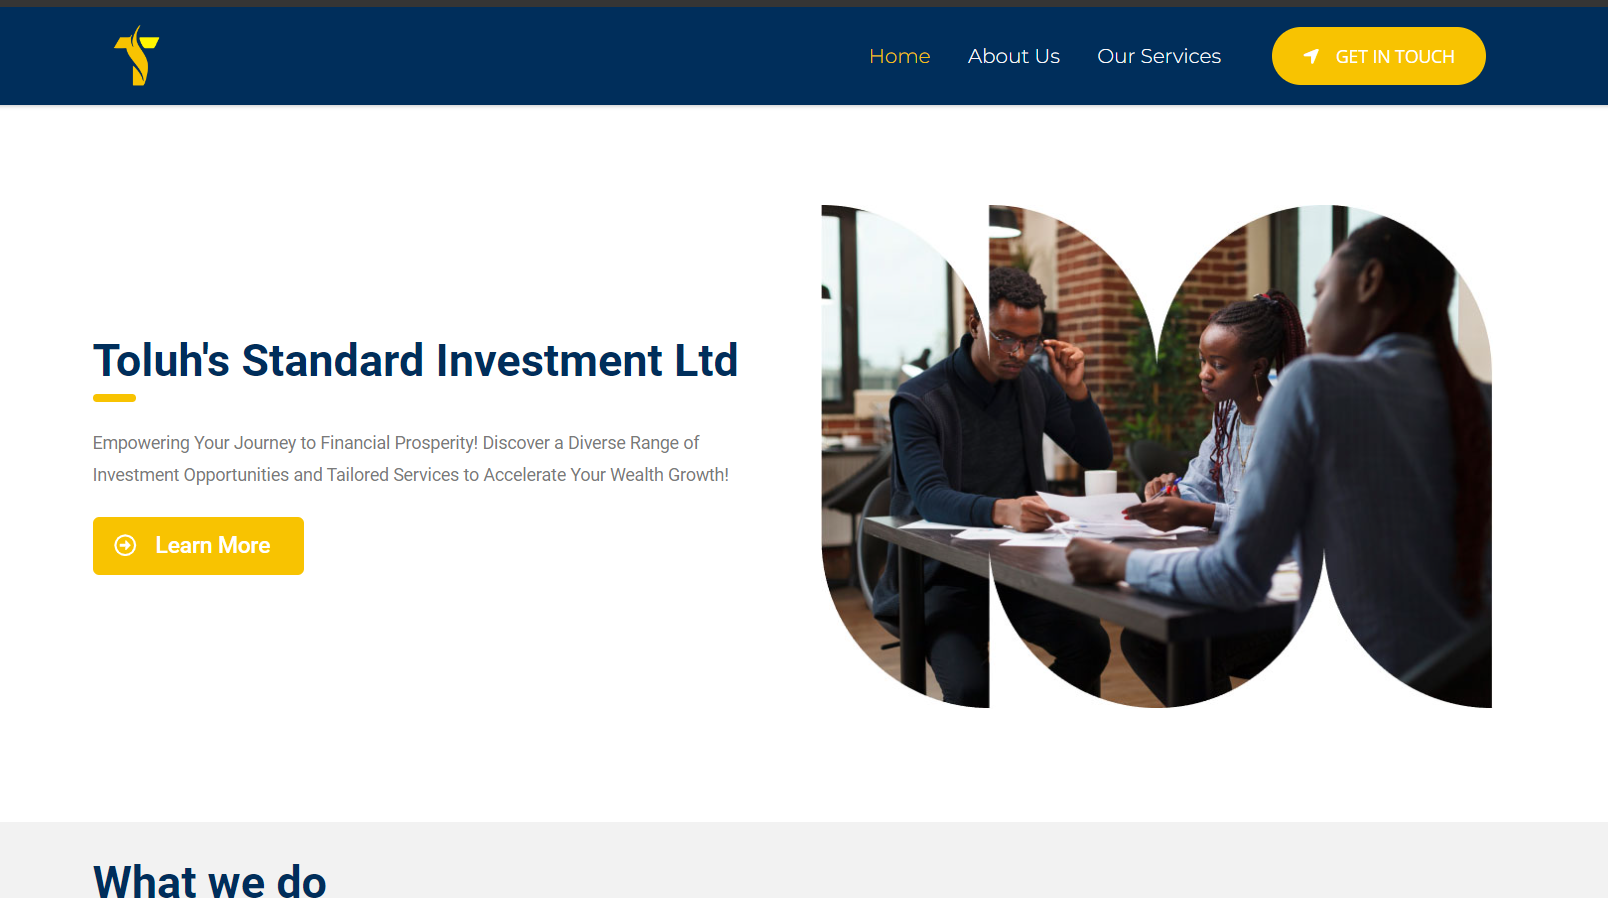 Home
About Us
Our Services
GET IN TOUCH
Toluh's Standard Investment Ltd
Empowering Your Journey to Financial Prosperity! Discover a Diverse Range of
Investment Opportunities and Tailored Services to Accelerate Your Wealth Growth!
Learn More
What we do